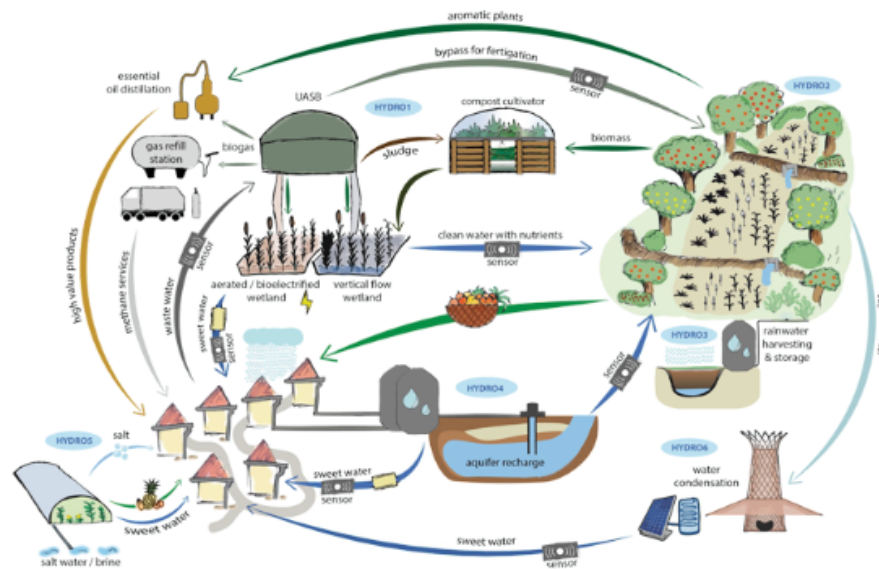 aromatic plants
essential
oil distillation
bypass for fertigation
sensor
UASB
HYDRO1
compost cultivator
HYDRO2
biogas
gas refill
station
sludge
biomass
high value products
methane services
waste water
sensor
clean water with nutrients
sensor
aerated / bioelectrified
wetland
vertical flow
wetland
sweet water
sensor
HYDRO3
rainwater
harvesting
& storage
sensor
HYDRO4
aquifer recharge
HYDRO5
salt
sweet water
sensor
HYDRO6
water
condensation
sweet water
salt water / brine
sweet water
sensor